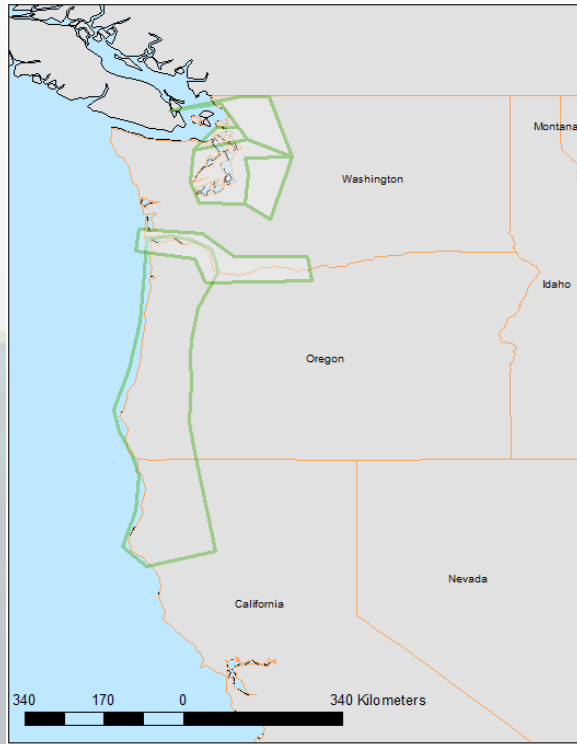 Montana
Washington
Idaho
Oregon
Nevada
California
340 170 0 340 Kilometers